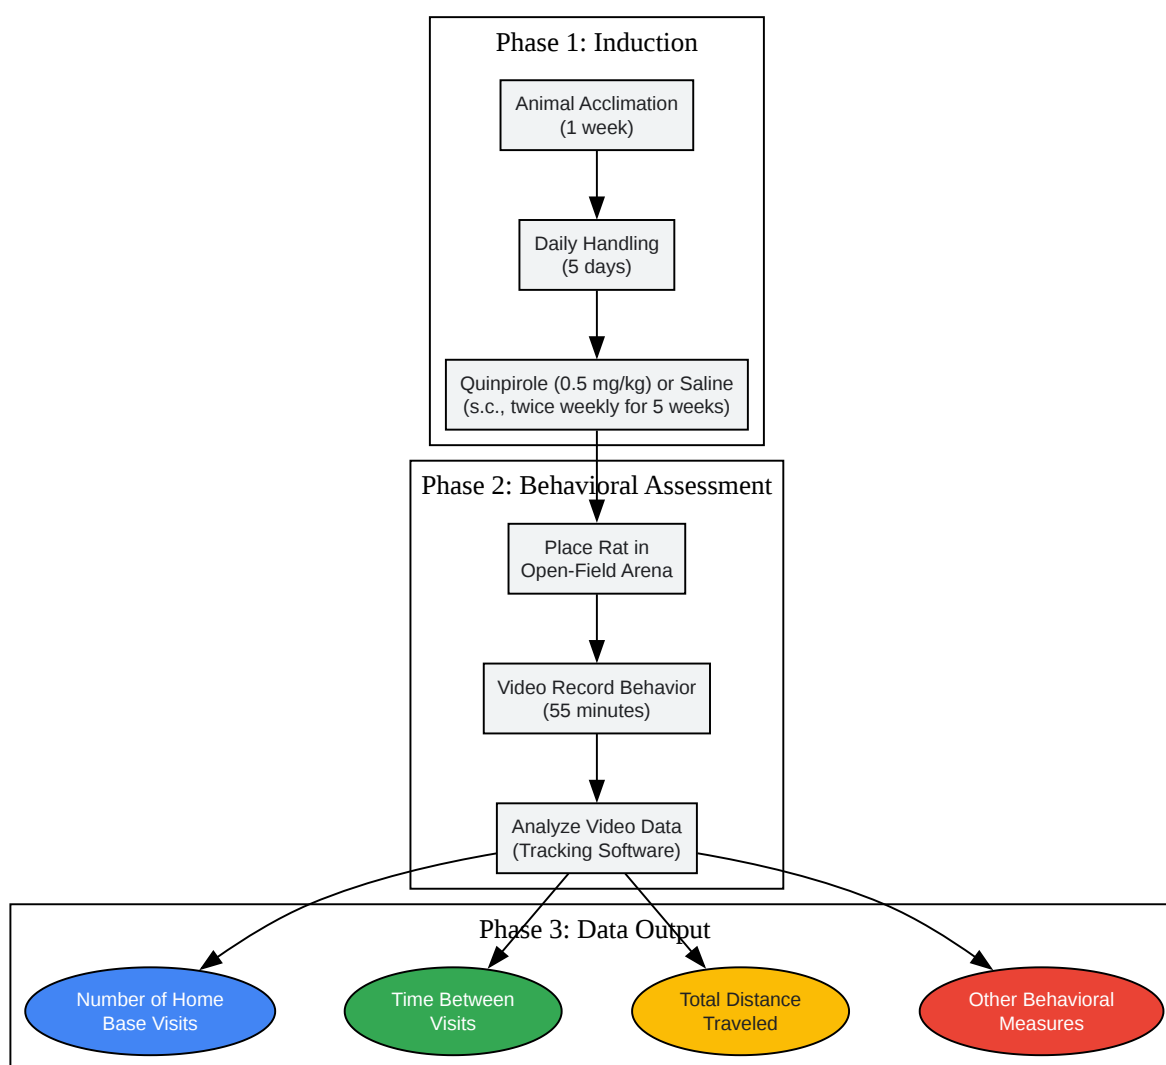 Phase 1: Induction
Animal Acclimation
(1 week)
Daily Handling
(5 days)
Quinpirole (0.5 mg/kg) or Saline
(s.c., twice weekly for 5 weeks)
Phase 2: Behavioral Assessment
Place Rat in
Open-Field Arena
Video Record Behavior
(55 minutes)
Analyze Video Data
(Tracking Software)
Phase 3: Data Output
Number of Home
Base Visits
Time Between
Visits
Total Distance
Traveled
Other Behavioral
Measures